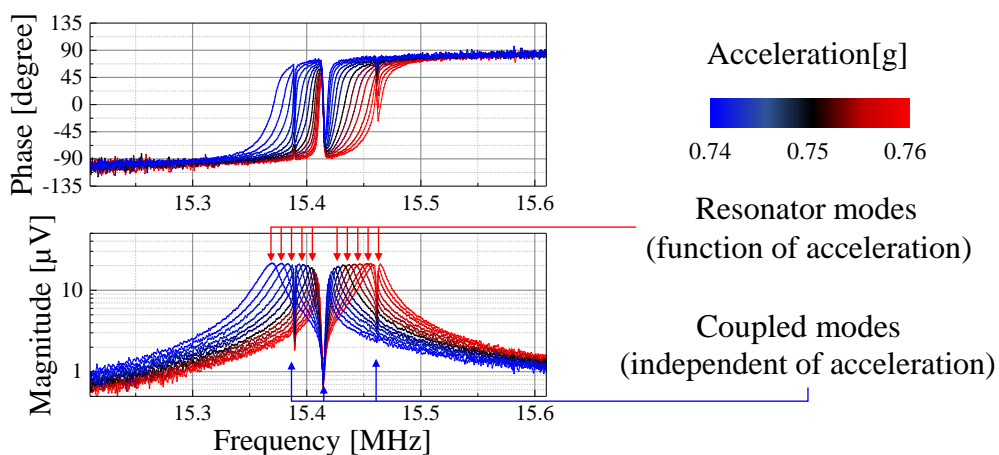 135
90
45
0
-45
-90
-135
Phase [degree]
15.3 15.4 15.5 15.6
Acceleration[g]
0.74 0.75 0.76
Resonator modes
(function of acceleration)
10
1
Magnitude [μV]
15.3 15.4 15.5 15.6
Frequency [MHz]
Coupled modes
(independent of acceleration)